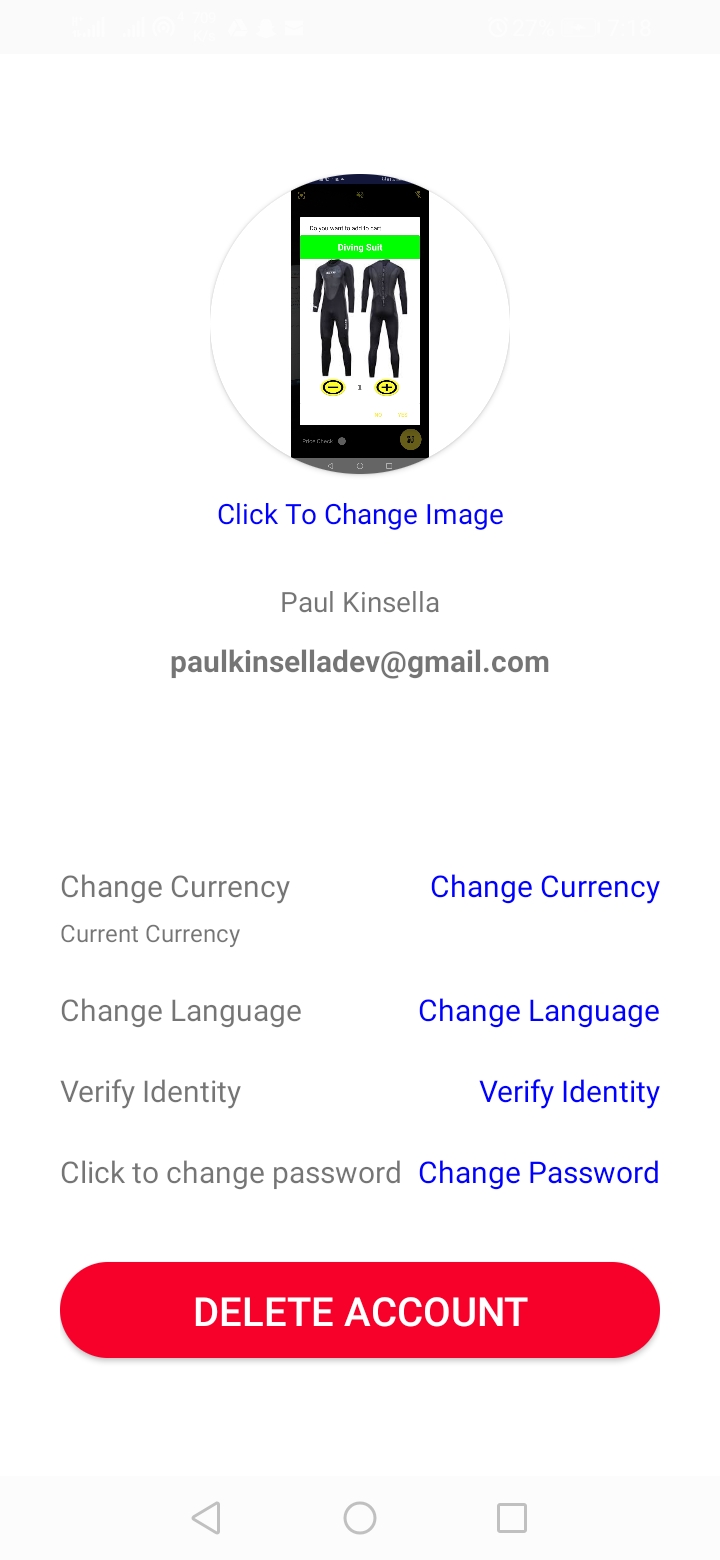 Do you want to add to cart
Diving Suit
NO YES
Price Check
Click To Change Image
Paul Kinsella
paulkinselladev@gmail.com
Change Currency Change Currency
Current Currency
Change Language Change Language
Verify Identity Verify Identity
Click to change password Change Password
DELETE ACCOUNT